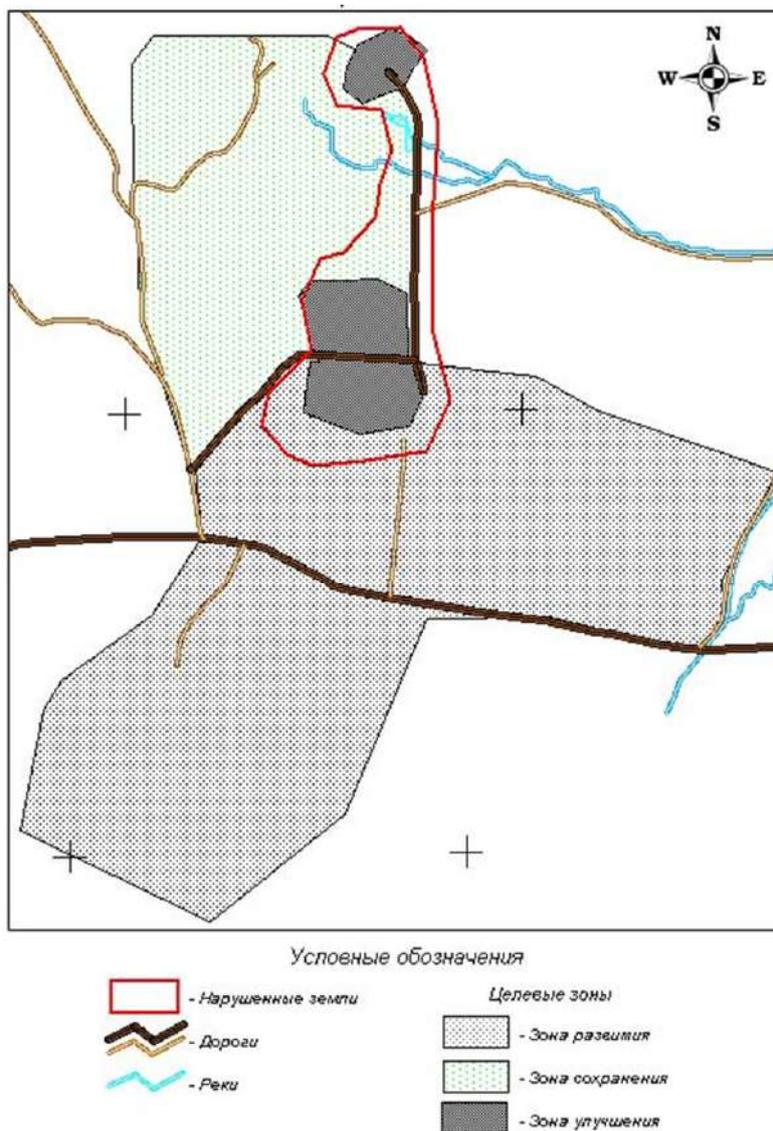 N
W E
S
Условные обозначения
- Нарушенные земли
- Дороги
- Реки
Целевые зоны
- Зона развития
- Зона сохранения
- Зона улучшения